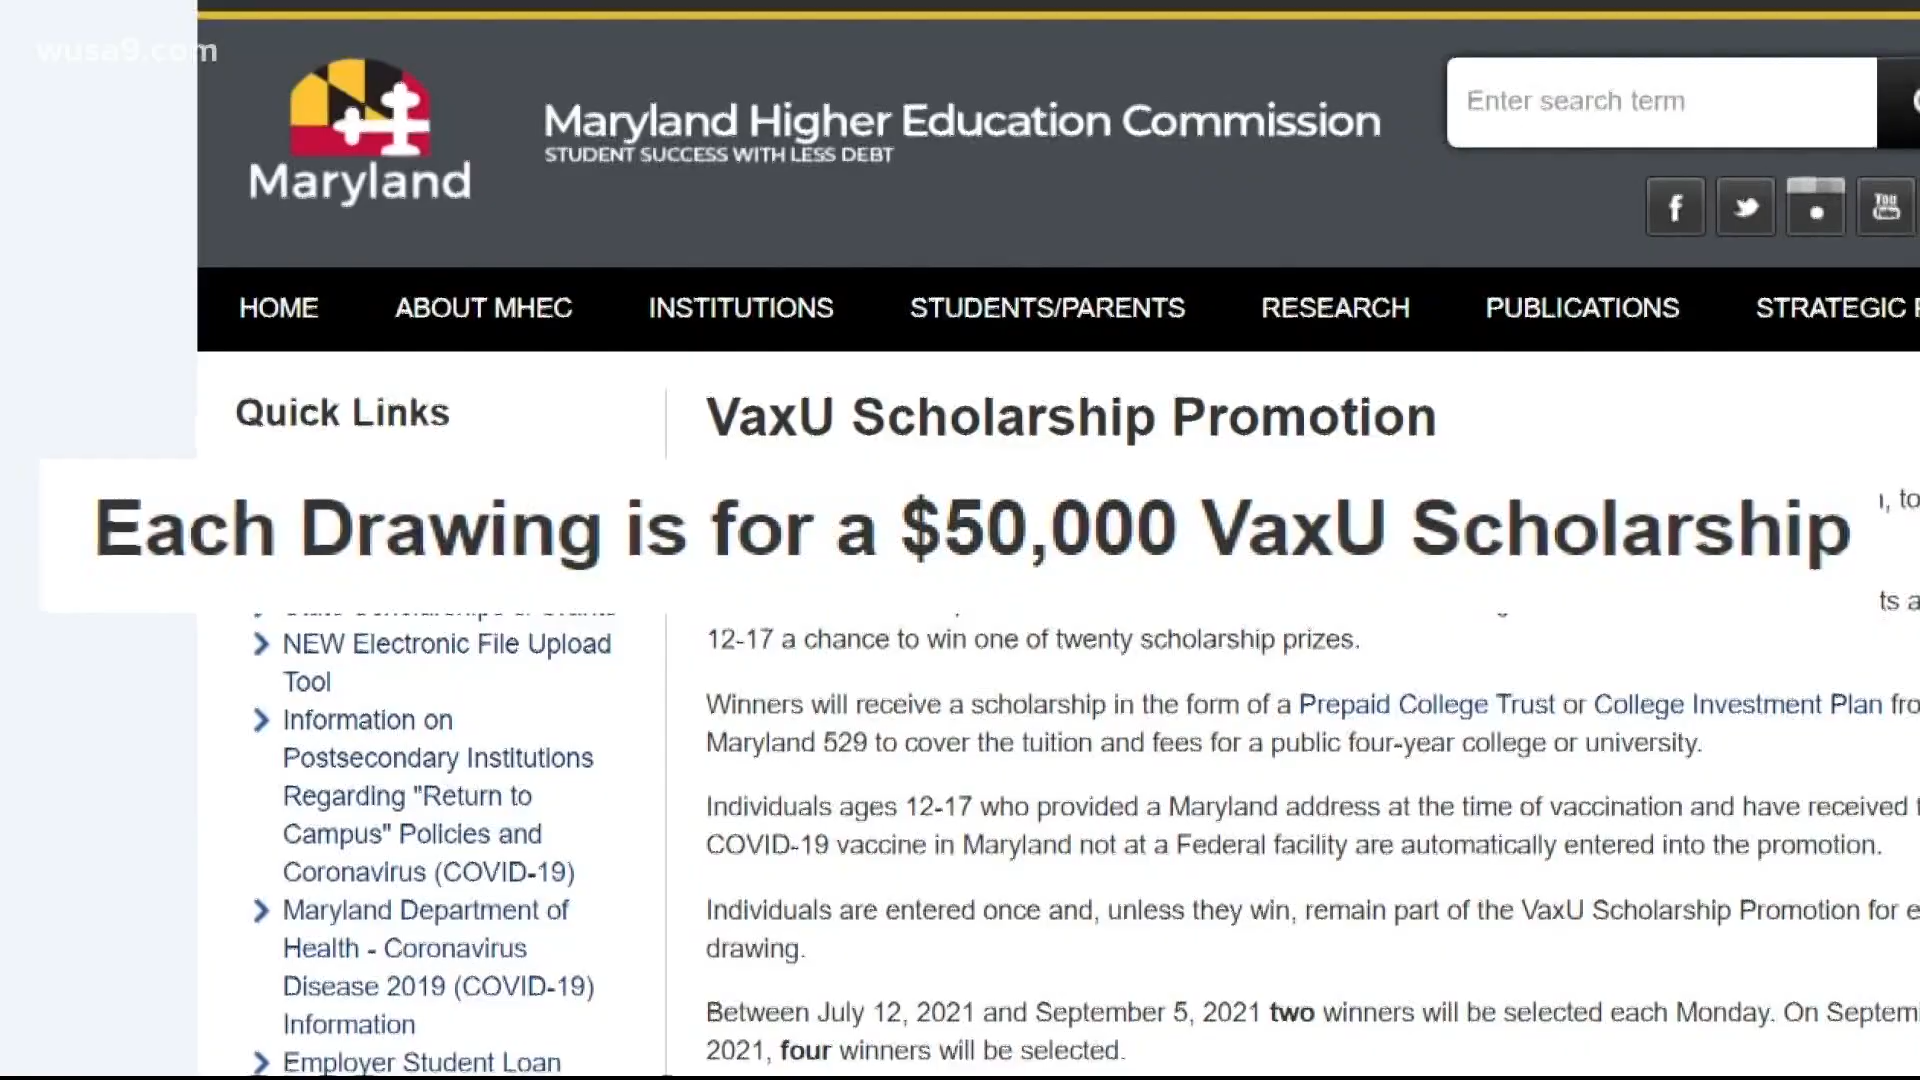 wusa9.com
Maryland
Maryland Higher Education Commission
STUDENT SUCCESS WITH LESS DEBT
Enter search term
f
You
Tube
HOME ABOUT MHEC INSTITUTIONS STUDENTS/PARENTS RESEARCH PUBLICATIONS STRATEGIC
Quick Links
NEW Electronic File Upload
Tool
Information on
Postsecondary Institutions
Regarding "Return to
Campus" Policies and
Coronavirus (COVID-19)
Maryland Department of
Health - Coronavirus
Disease 2019 (COVID-19)
Information
Employer Student Loan
VaxU Scholarship Promotion
Each Drawing is for a $50,000 VaxU Scholarship
12-17 a chance to win one of twenty scholarship prizes.
Winners will receive a scholarship in the form of a Prepaid College Trust or College Investment Plan
Maryland 529 to cover the tuition and fees for a public four-year college or university.
Individuals ages 12-17 who provided a Maryland address at the time of vaccination and have received
COVID-19 vaccine in Maryland not at a Federal facility are automatically entered into the promotion.
Individuals are entered once and, unless they win, remain part of the VaxU Scholarship Promotion for
drawing.
Between July 12, 2021 and September 5, 2021 two winners will be selected each Monday. On
2021, four winners will be selected.